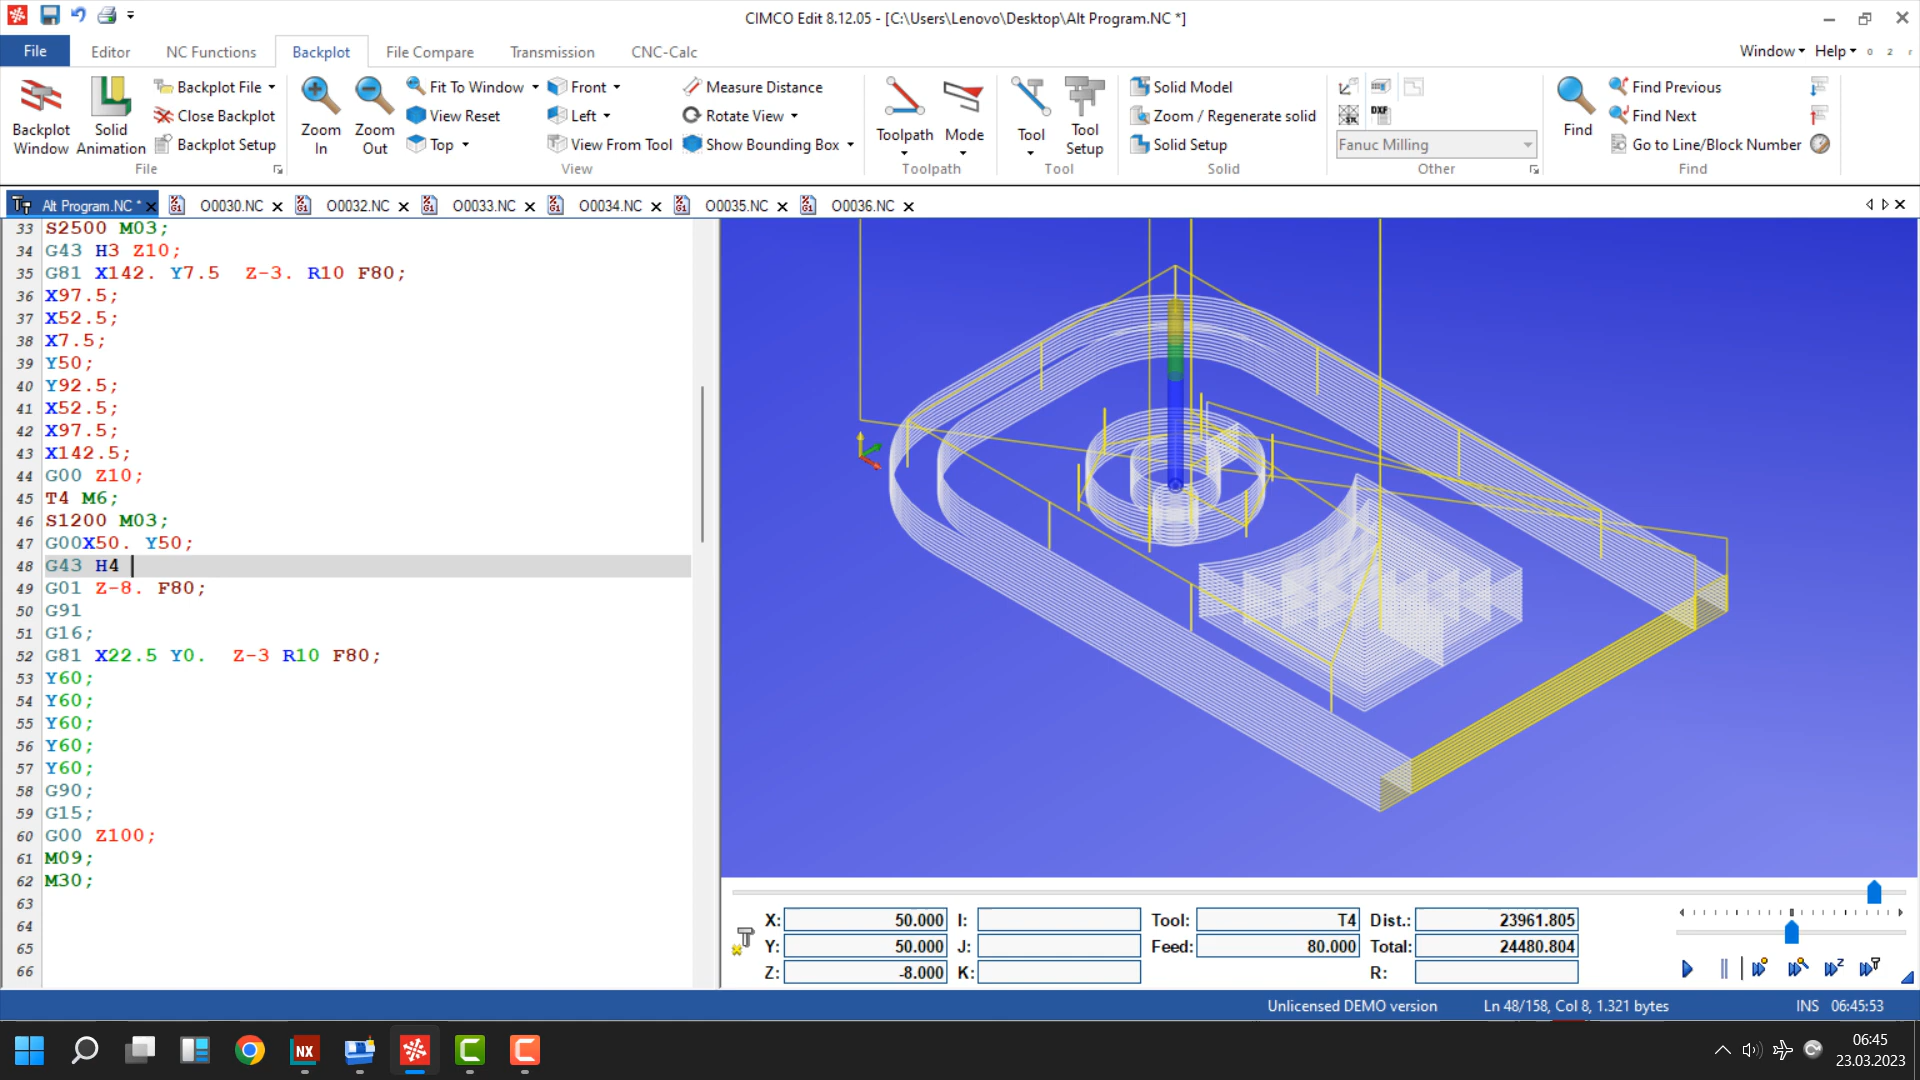 CIMCO Edit 8.12.05 - [C:\Users\Lenovo\Desktop\Alt Program.NC *]
File Editor NC Functions Backplot File Compare Transmission CNC-Calc Window Help
Backplot Window
Solid Animation
Backplot File
Close Backplot
Backplot Setup
File
Zoom In
Zoom Out
Fit To Window
View Reset
Top
Front
Left
View From Tool
Measure Distance
Rotate View
Show Bounding Box
View
Toolpath
Mode
Toolpath
Tool
Tool Setup
Tool
Solid Model
Zoom / Regenerate solid
Solid Setup
Solid
DXF
Fanuc Milling
Other
Find
Find Previous
Find Next
Go to Line/Block Number
Find
Alt Program.NC * O0030.NC O0032.NC O0033.NC O0034.NC O0035.NC O0036.NC
33 S2500 M03;
34 G43 H3 Z10;
35 G81 X142. Y7.5  Z-3. R10 F80;
36 X97.5;
37 X52.5;
38 X7.5;
39 Y50;
40 Y92.5;
41 X52.5;
42 X97.5;
43 X142.5;
44 G00 Z10;
45 T4 M6;
46 S1200 M03;
47 G00X50. Y50;
48 G43 H4
49 G01 Z-8. F80;
50 G91
51 G16;
52 G81 X22.5 Y0.  Z-3 R10 F80;
53 Y60;
54 Y60;
55 Y60;
56 Y60;
57 Y60;
58 G90;
59 G15;
60 G00 Z100;
61 M09;
62 M30;
63
64
65
66
X: 50.000 I: Tool: T4 Dist.: 23961.805
Y: 50.000 J: Feed: 80.000 Total: 24480.804
Z: -8.000 K: R:
Unlicensed DEMO version Ln 48/158, Col 8, 1.321 bytes INS 06:45:53
NX
06:45
23.03.2023